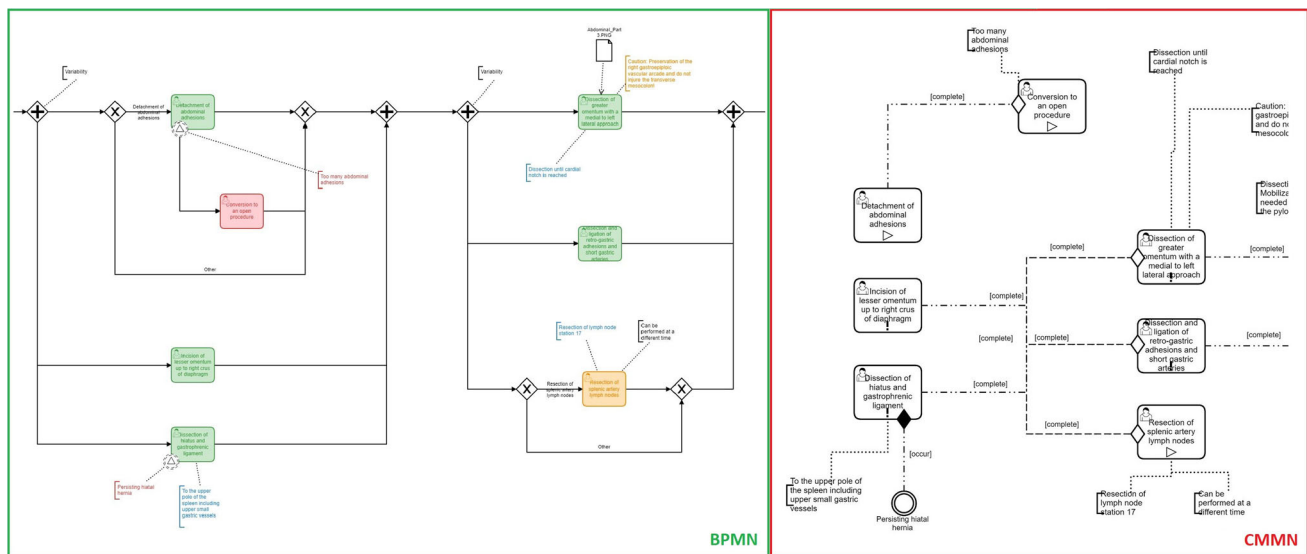 Variability
Detachment of
abdominal
adhesions
Detachment of
abdominal
adhesions
Too many abdominal
adhesions
Conversion to
an open
procedure
Other
Incision of
lesser omentum
up to right crus
of diaphragm
Dissection of
hiatus and
gastrophrenic
ligament
Persisting hiatal
hernia
To the upper
pole of the
spleen including
upper small
gastric vessels
Variability
Abdominal_Part
3.PNG
Caution: Preservation of the
right gastroepiploic
vascular arcade and do not
injure the transverse
mesocolon!
Dissection of
greater
omentum with a
medial to left
lateral approach
Dissection until cardial
notch is reached
Dissection and
ligation of
retro-gastric
adhesions and
short gastric
arteries
Resection of lymph node
station 17
Can be
performed at a
different time
Resection of
splenic artery
lymph nodes
Resection of
splenic artery
lymph nodes
Other
BPMN
Too many
abdominal
adhesions
[complete]
Conversion to
an open
procedure
Dissection until
cardial notch is
reached
Caution:
gastroepi
and do no
mesocolo
Detachment of
abdominal
adhesions
Dissecti
Mobiliza
needed
the pylo
[complete]
Dissection of
greater
omentum with a
medial to left
lateral approach
[complete]
Incision of
lesser omentum
up to right crus
of diaphragm
[complete]
[complete]
[complete]
Dissection and
ligation of
retro-gastric
adhesions and
short gastric
arteries
[complete]
Dissection of
hiatus and
gastrophrenic
ligament
[complete]
[complete]
Resection of
splenic artery
lymph nodes
[occur]
To the upper pole of
the spleen including
upper small gastric
vessels
Persisting hiatal
hernia
Resection of
lymph node
station 17
Can be
performed at a
different time
CMMN